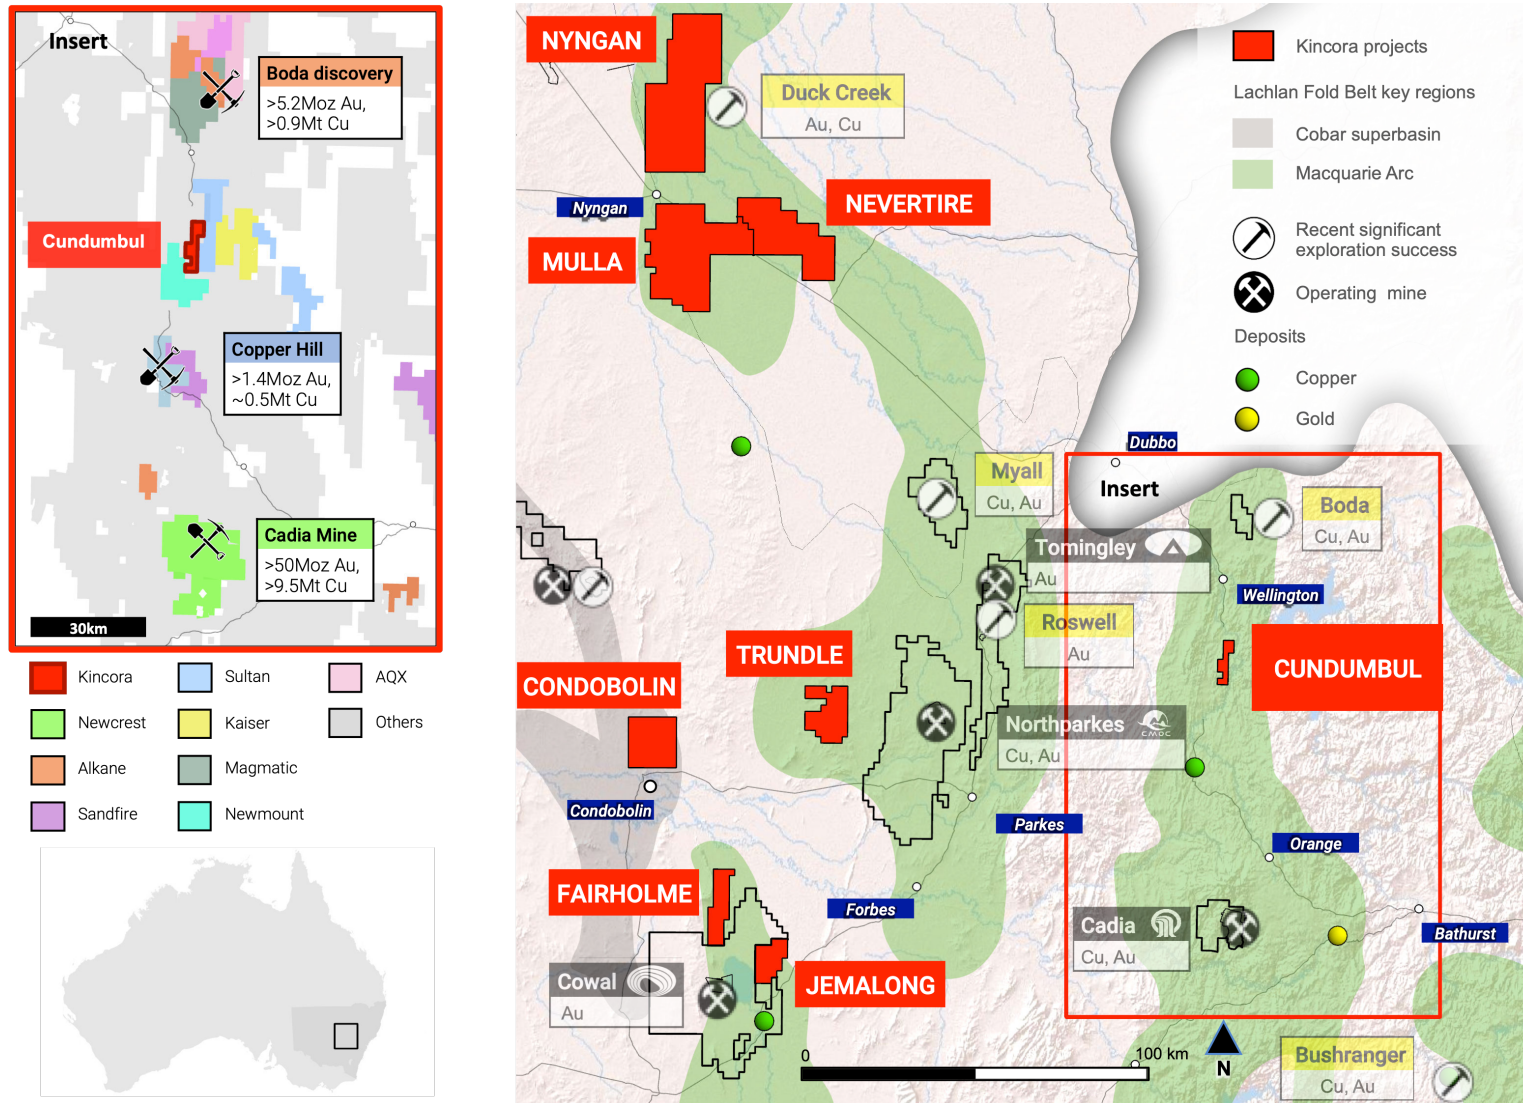 Insert
Boda discovery
>5.2Moz Au,
>0.9Mt Cu
Cundumbul
Copper Hill
>1.4Moz Au,
~0.5Mt Cu
Cadia Mine
>50Moz Au,
>9.5Mt Cu
30km
Kincora
Sultan
AQX
Newcrest
Kaiser
Others
Alkane
Magmatic
Sandfire
Newmount
NYNGAN
Duck Creek
Au, Cu
Nyngan
NEVERTIRE
MULLA
Kincora projects
Lachlan Fold Belt key regions
Cobar superbasin
Macquarie Arc
Recent significant
exploration success
Operating mine
Deposits
Copper
Gold
Dubbo
Insert
Myall
Cu, Au
Boda
Cu, Au
Tomingley
Au
Wellington
Roswell
Au
TRUNDLE
CONDOBOLIN
CUNDUMBUL
Northparkes
CMOC
Cu, Au
Condobolin
Parkes
Orange
FAIRHOLME
Forbes
Cadia
Cu, Au
Bathurst
Cowal
Au
JEMALONG
0
100 km
N
Bushranger
Cu, Au